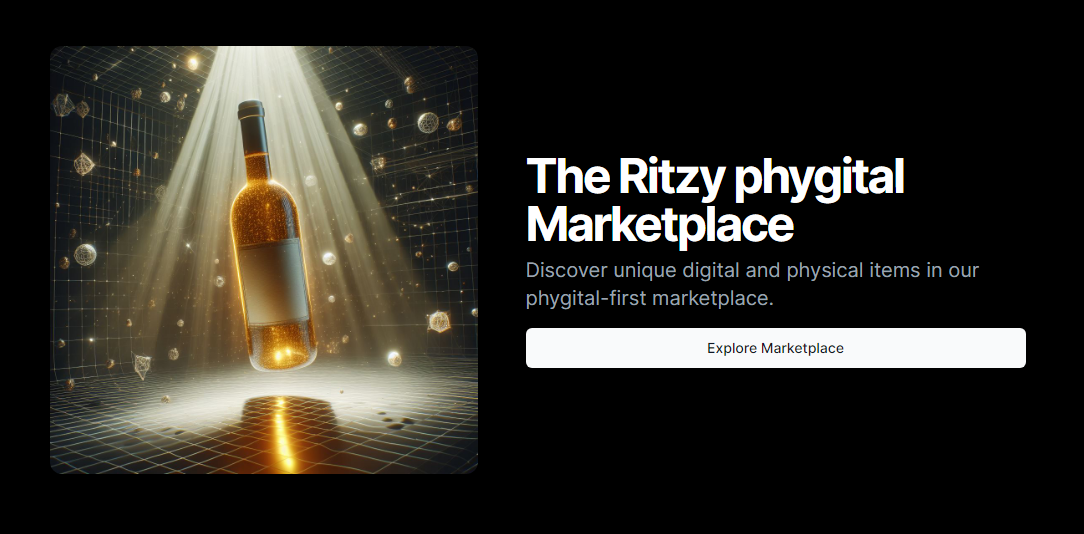 The Ritzy phygital
Marketplace
Discover unique digital and physical items in our
phygital-first marketplace.
Explore Marketplace